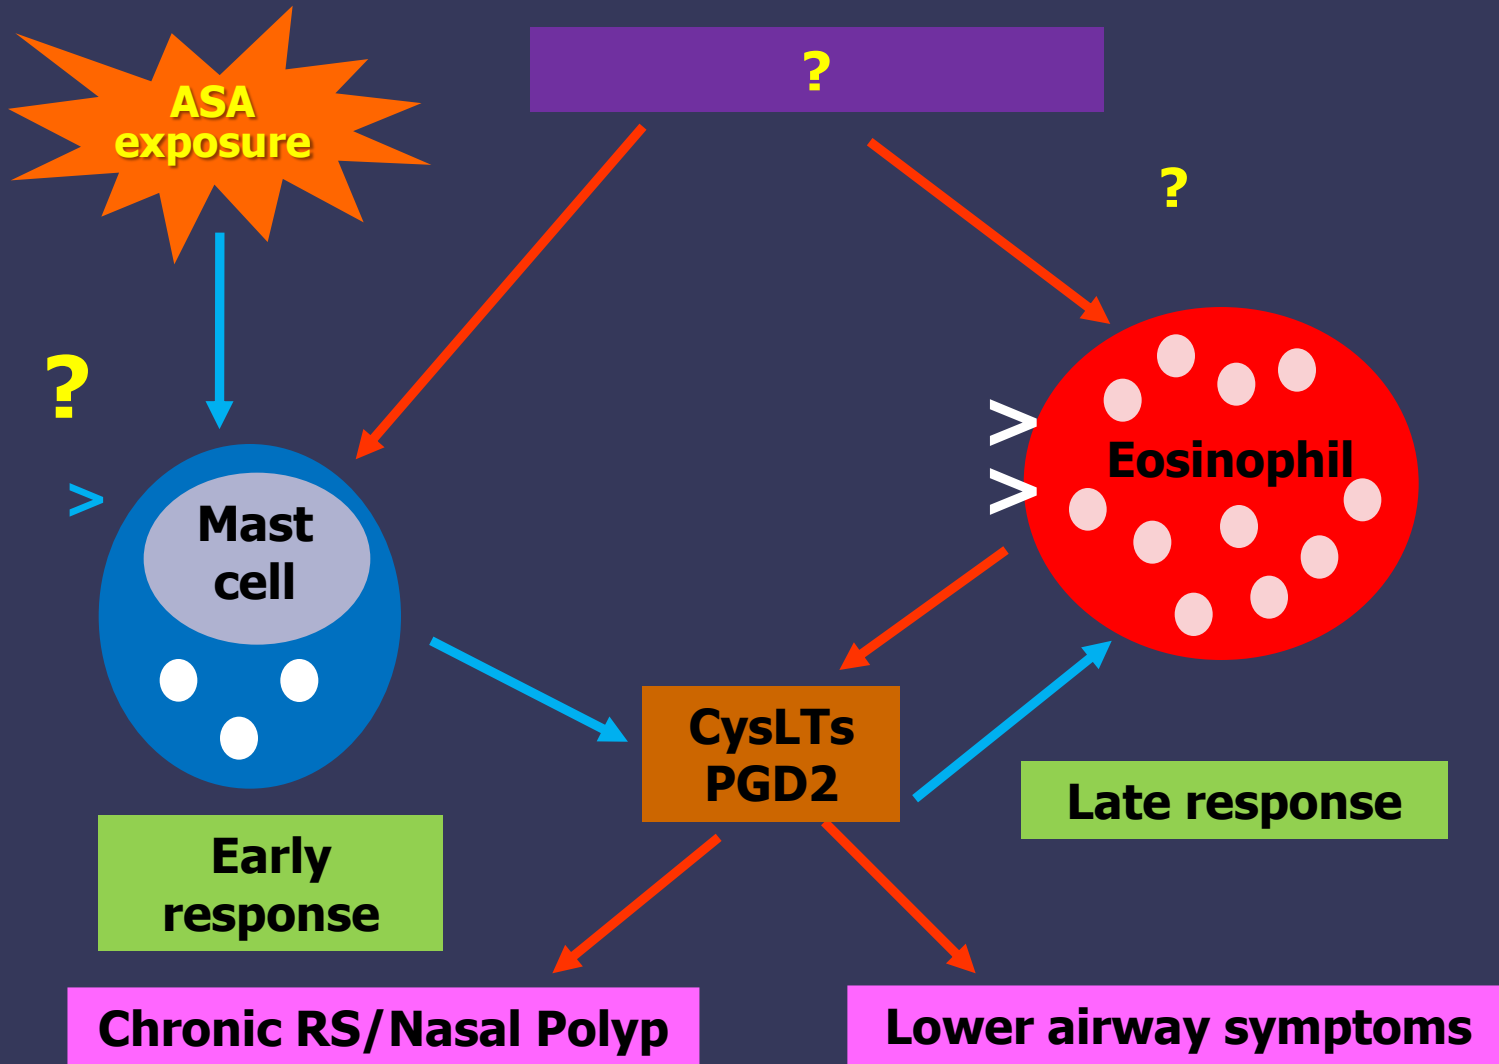 ASA
exposure
?
?
?
>
>
>
Eosinophil
Mast
cell
CysLTs
PGD2
Late response
Early
response
Chronic RS/Nasal Polyp
Lower airway symptoms